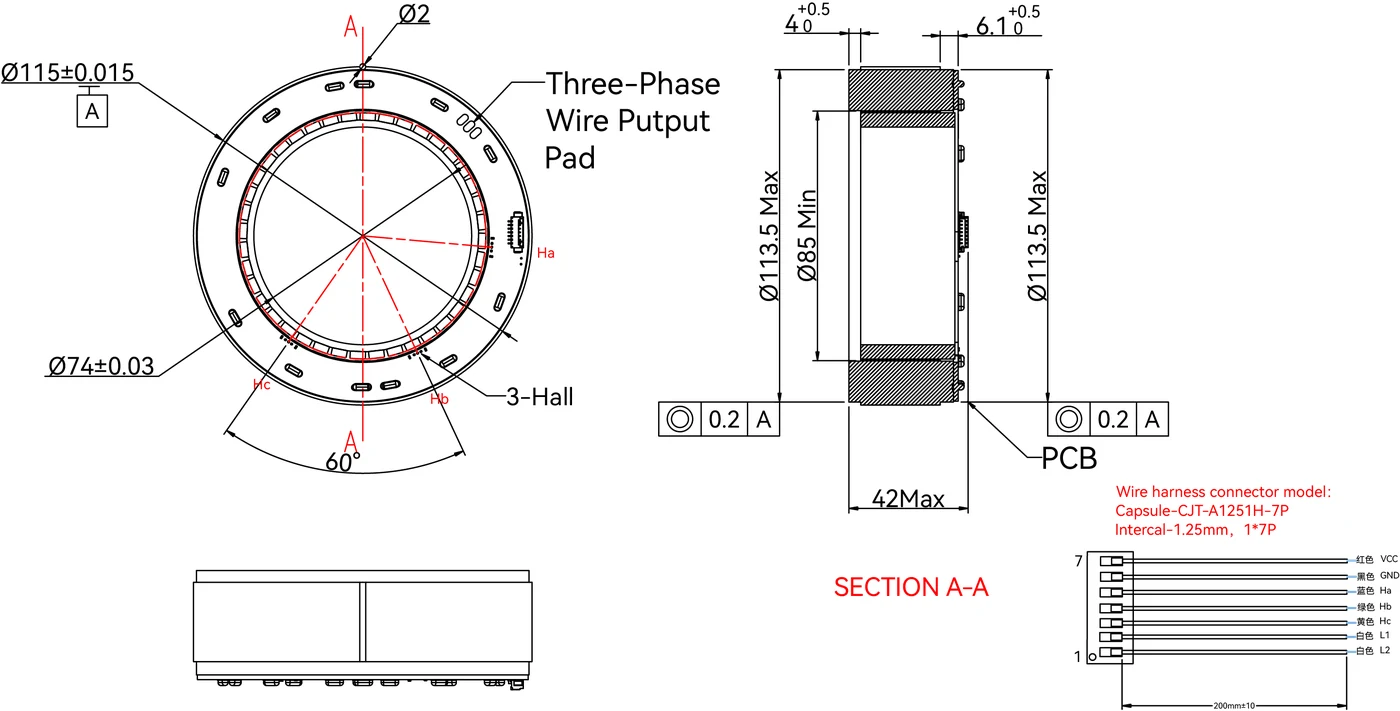 A
Ø2
Ø115±0.015
A
Three-Phase
Wire Putput
Pad
Ha
Ø74±0.03
Hc
Hb
3-Hall
A
60°
4 +0.5 0
6.1 +0.5 0
Ø113.5 Max
Ø85 Min
Ø113.5 Max
◎ 0.2 A
◎ 0.2 A
PCB
42Max
SECTION A-A
Wire harness connector model:
Capsule-CJT-A1251H-7P
Intercal-1.25mm, 1*7P
7
红色 VCC
黑色 GND
蓝色 Ha
绿色 Hb
黄色 Hc
白色 L1
1
白色 L2
200mm±10